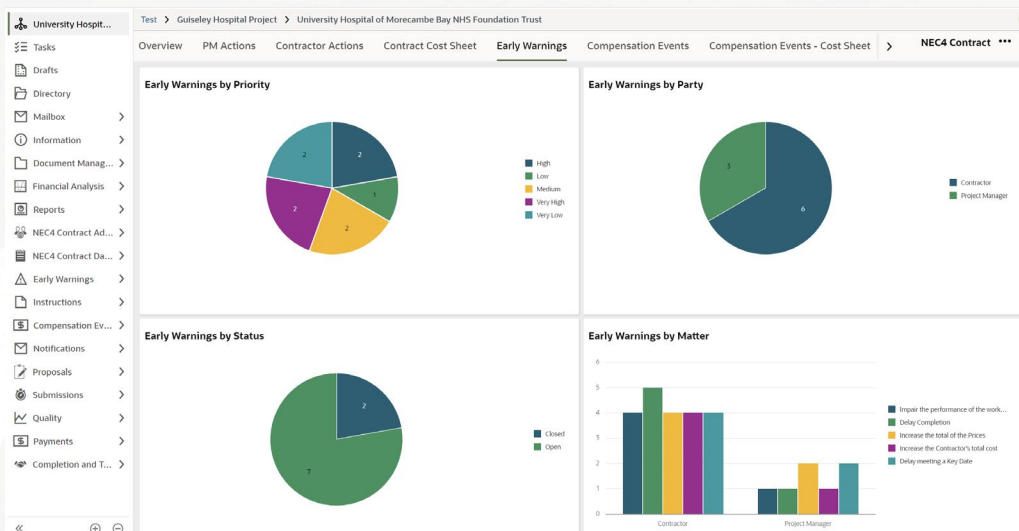 University Hospit...
Tasks
Drafts
Directory
Mailbox
Information
Document Manag...
Financial Analysis
Reports
NEC4 Contract Ad...
NEC4 Contract Da...
Early Warnings
Instructions
Compensation Ev...
Notifications
Proposals
Submissions
Quality
Payments
Completion and T...
Test > Guiseley Hospital Project > University Hospital of Morecambe Bay NHS Foundation Trust
Overview PM Actions Contractor Actions Contract Cost Sheet Early Warnings Compensation Events Compensation Events - Cost Sheet NEC4 Contract
Early Warnings by Priority
2
2
1
2
2
High
Low
Medium
Very High
Very Low
Early Warnings by Party
3
6
Contractor
Project Manager
Early Warnings by Status
2
7
Closed
Open
Early Warnings by Matter
6
5
4
3
2
1
0
Contractor Project Manager
Impair the performance of the work...
Delay Completion
Increase the total of the Prices
Increase the Contractor's total cost
Delay meeting a Key Date